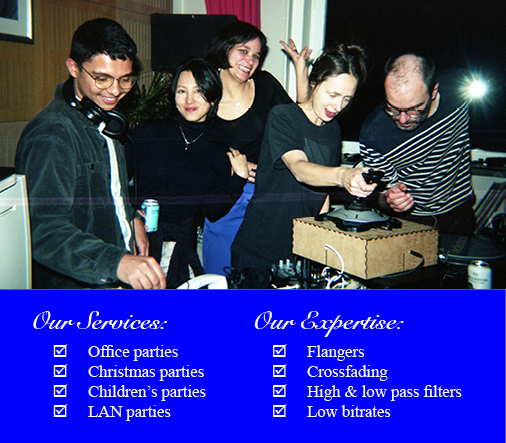 Our Services:
☑ Office parties
☑ Christmas parties
☑ Children’s parties
☑ LAN parties
Our Expertise:
☑ Flangers
☑ Crossfading
☑ High & low pass filters
☑ Low bitrates